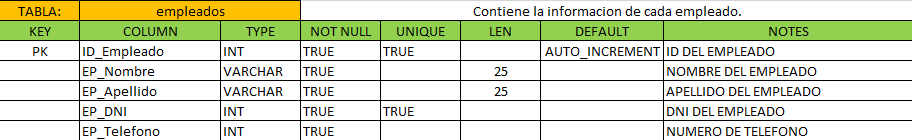 TABLA: empleados Contiene la informacion de cada empleado.
KEY COLUMN TYPE NOT NULL UNIQUE LEN DEFAULT NOTES
PK ID_Empleado INT TRUE TRUE AUTO_INCREMENT ID DEL EMPLEADO
EP_Nombre VARCHAR TRUE 25 NOMBRE DEL EMPLEADO
EP_Apellido VARCHAR TRUE 25 APELLIDO DEL EMPLEADO
EP_DNI INT TRUE TRUE DNI DEL EMPLEADO
EP_Telefono INT TRUE NUMERO DE TELEFONO